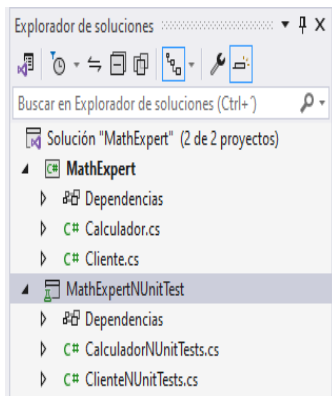 Explorador de soluciones
Buscar en Explorador de soluciones (Ctrl+´)
Solución "MathExpert" (2 de 2 proyectos)
C# MathExpert
Dependencias
C# Calculador.cs
C# Cliente.cs
MathExpertNUnitTest
Dependencias
C# CalculadorNUnitTests.cs
C# ClienteNUnitTests.cs